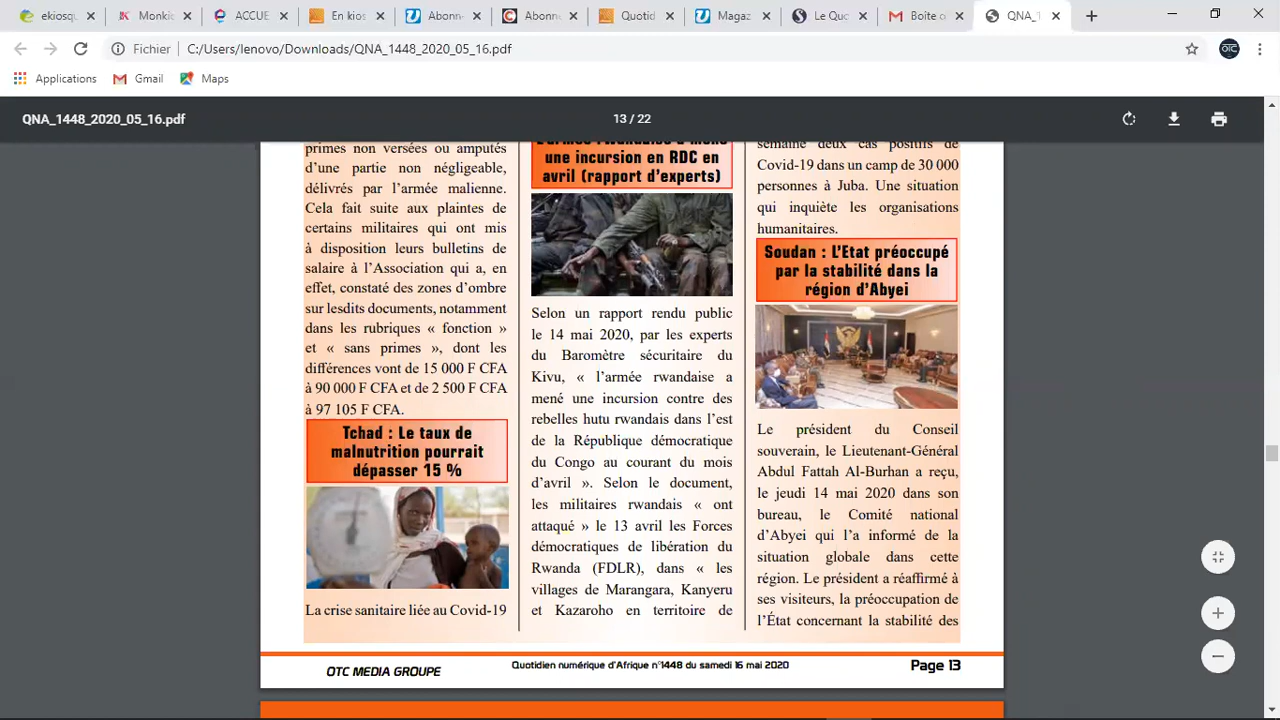 ekiosqu
Monki
ACCUE
En kios
Abonn
Abonne
Quotid
Magaz
Le Quo
Boîte o
QNA_1
Fichier
C:/Users/lenovo/Downloads/QNA_1448_2020_05_16.pdf
OTC
Applications
Gmail
Maps
QNA_1448_2020_05_16.pdf
13 / 22
primes non versées ou amputés
d'une partie non négligeable,
délivrés par l'armée malienne.
Cela fait suite aux plaintes de
certains militaires qui ont mis
à disposition leurs bulletins de
salaire à l'Association qui a, en
effet, constaté des zones d'ombre
sur lesdits documents, notamment
dans les rubriques « fonction »
et « sans primes », dont les
différences vont de 15 000 F CFA
à 90 000 F CFA et de 2 500 F CFA
à 97 105 F CFA.
Tchad : Le taux de
malnutrition pourrait
dépasser 15 %
La crise sanitaire liée au Covid-19
L'armée rwandaise a mené
une incursion en RDC en
avril (rapport d'experts)
Selon un rapport rendu public
le 14 mai 2020, par les experts
du Baromètre sécuritaire du
Kivu, « l'armée rwandaise a
mené une incursion contre des
rebelles hutu rwandais dans l'est
de la République démocratique
du Congo au courant du mois
d'avril ». Selon le document,
les militaires rwandais « ont
attaqué » le 13 avril les Forces
démocratiques de libération du
Rwanda (FDLR), dans « les
villages de Marangara, Kanyeru
et Kazaroho en territoire de
semaine deux cas positifs de
Covid-19 dans un camp de 30 000
personnes à Juba. Une situation
qui inquiète les organisations
humanitaires.
Soudan : L'Etat préoccupé
par la stabilité dans la
région d'Abyei
Le président du Conseil
souverain, le Lieutenant-Général
Abdul Fattah Al-Burhan a reçu,
le jeudi 14 mai 2020 dans son
bureau, le Comité national
d'Abyei qui l'a informé de la
situation globale dans cette
région. Le président a réaffirmé à
ses visiteurs, la préoccupation de
l'État concernant la stabilité des
OTC MEDIA GROUPE
Quotidien numérique d'Afrique n°1448 du samedi 16 mai 2020
Page 13